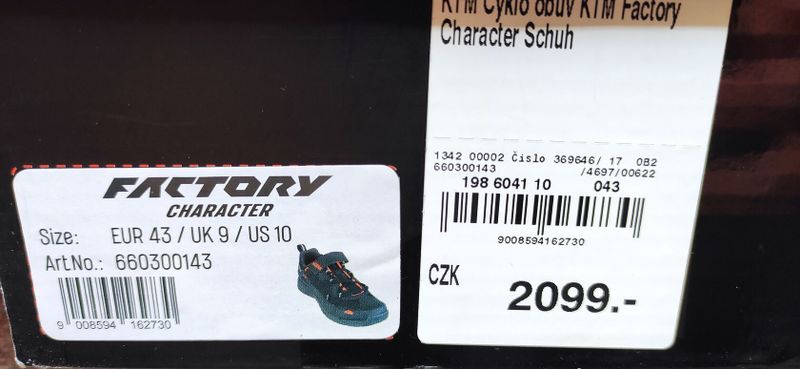 FACTORY
CHARACTER
Size: EUR 43 / UK 9 / US 10
Art.No.: 660300143
9 008594 162730
KTM Cyklo obuv KTM Factory
Character Schuh
1342 00002 Číslo 369646/ 17 0B2
660300143 /4697/00622
198 6041 10 043
9008594162730
CZK 2099.-